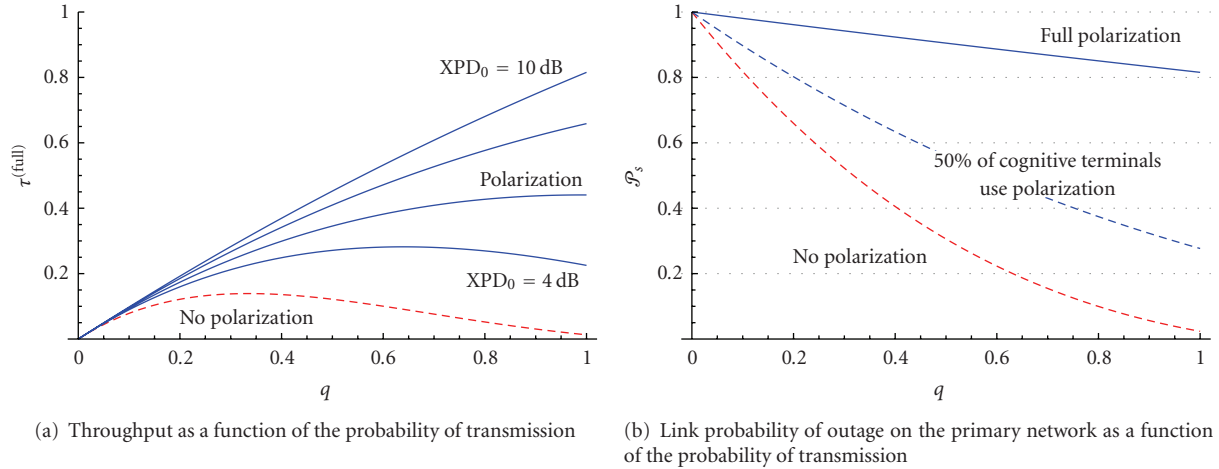 1
0.8
0.6
0.4
0.2
τ(full)
XPD₀ = 10 dB
Polarization
XPD₀ = 4 dB
No polarization
0
0.2
0.4
0.6
0.8
1
q
(a) Throughput as a function of the probability of transmission
1
0.8
0.6
0.4
0.2
𝒫s
Full polarization
50% of cognitive terminals
use polarization
No polarization
0
0.2
0.4
0.6
0.8
1
q
(b) Link probability of outage on the primary network as a function
of the probability of transmission